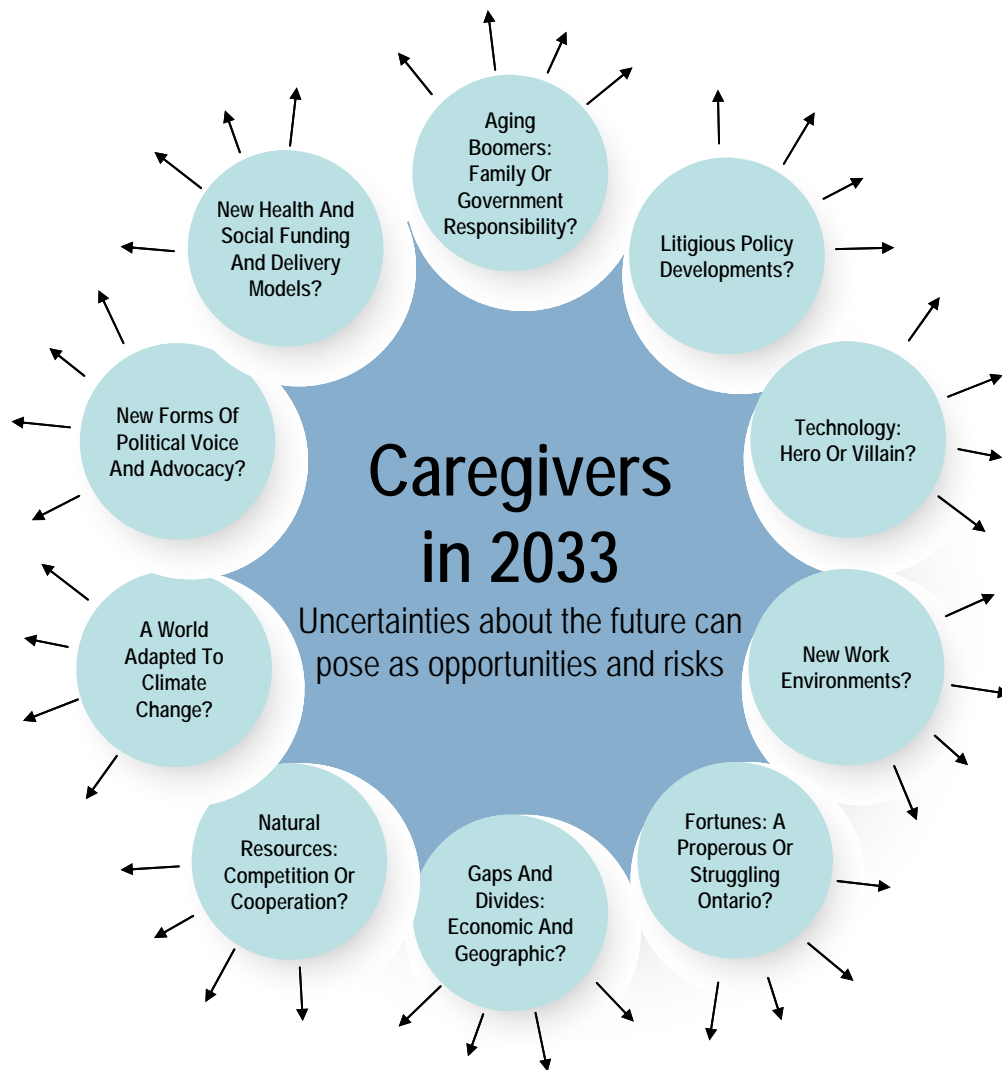 Aging
Boomers:
Family Or
Government
Responsibility?
Litigious Policy
Developments?
Technology:
Hero Or Villain?
New Work
Environments?
Fortunes: A
Properous Or
Struggling
Ontario?
Gaps And
Divides:
Economic And
Geographic?
Natural
Resources:
Competition Or
Cooperation?
A World
Adapted To
Climate
Change?
New Forms Of
Political Voice
And Advocacy?
New Health And
Social Funding
And Delivery
Models?
Caregivers
in 2033
Uncertainties about the future can
pose as opportunities and risks